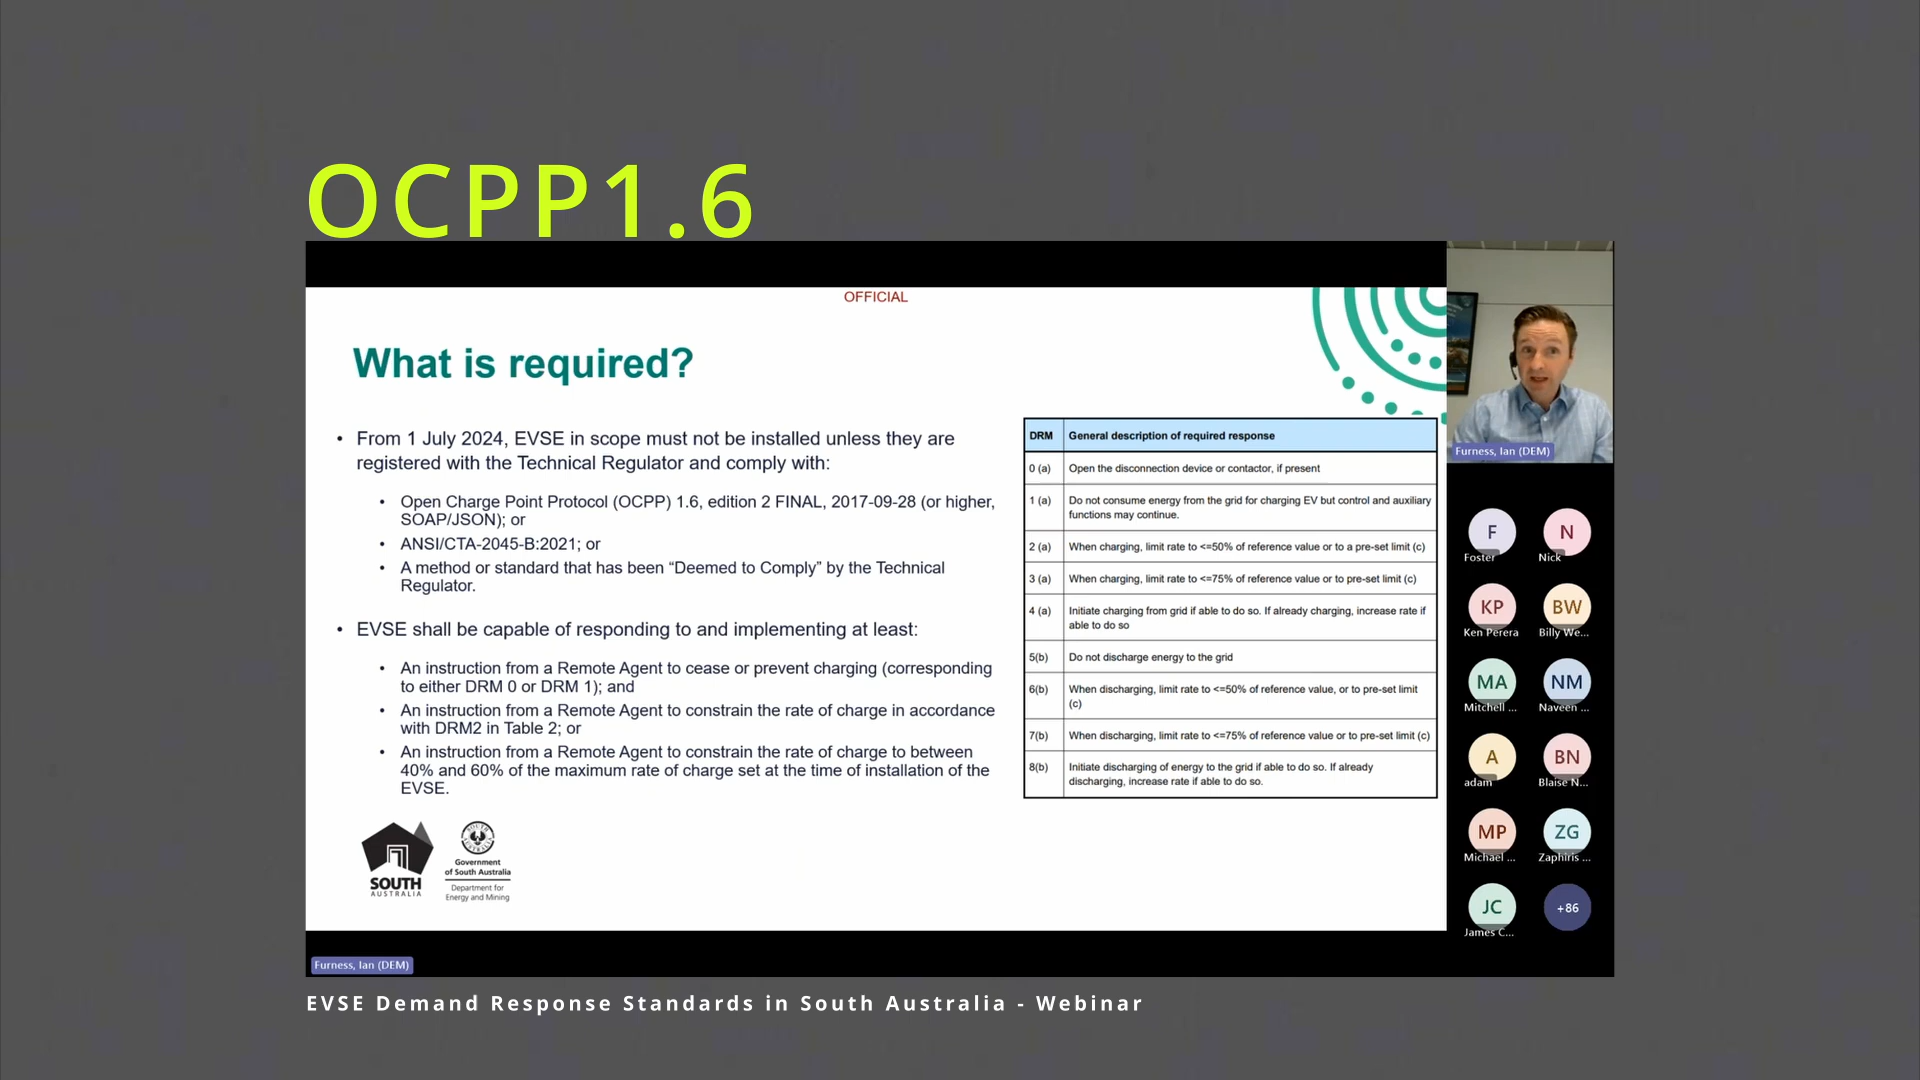 OCPP1.6
OFFICIAL
What is required?
• From 1 July 2024, EVSE in scope must not be installed unless they are
registered with the Technical Regulator and comply with:
• Open Charge Point Protocol (OCPP) 1.6, edition 2 FINAL, 2017-09-28 (or higher,
SOAP/JSON); or
• ANSI/CTA-2045-B:2021; or
• A method or standard that has been “Deemed to Comply” by the Technical
Regulator.
• EVSE shall be capable of responding to and implementing at least:
• An instruction from a Remote Agent to cease or prevent charging (corresponding
to either DRM 0 or DRM 1); and
• An instruction from a Remote Agent to constrain the rate of charge in accordance
with DRM2 in Table 2; or
• An instruction from a Remote Agent to constrain the rate of charge to between
40% and 60% of the maximum rate of charge set at the time of installation of the
EVSE.
DRM General description of required response
0 (a) Open the disconnection device or contactor, if present
1 (a) Do not consume energy from the grid for charging EV but control and auxiliary
functions may continue.
2 (a) When charging, limit rate to <=50% of reference value or to a pre-set limit (c)
3 (a) When charging, limit rate to <=75% of reference value or to pre-set limit (c)
4 (a) Initiate charging from grid if able to do so. If already charging, increase rate if
able to do so
5(b) Do not discharge energy to the grid
6(b) When discharging, limit rate to <=50% of reference value, or to pre-set limit
(c)
7(b) When discharging, limit rate to <=75% of reference value or to pre-set limit (c)
8(b) Initiate discharging of energy to the grid if able to do so. If already
discharging, increase rate if able to do so.
SOUTH
AUSTRALIA
Government
of South Australia
Department for
Energy and Mining
Furness, Ian (DEM)
F N
Foster Nick
KP BW
Ken Perera Billy We...
MA NM
Mitchell ... Naveen ...
A BN
adam Blaise N...
MP ZG
Michael ... Zaphiris ...
JC +86
James C...
Furness, Ian (DEM)
EVSE Demand Response Standards in South Australia - Webinar